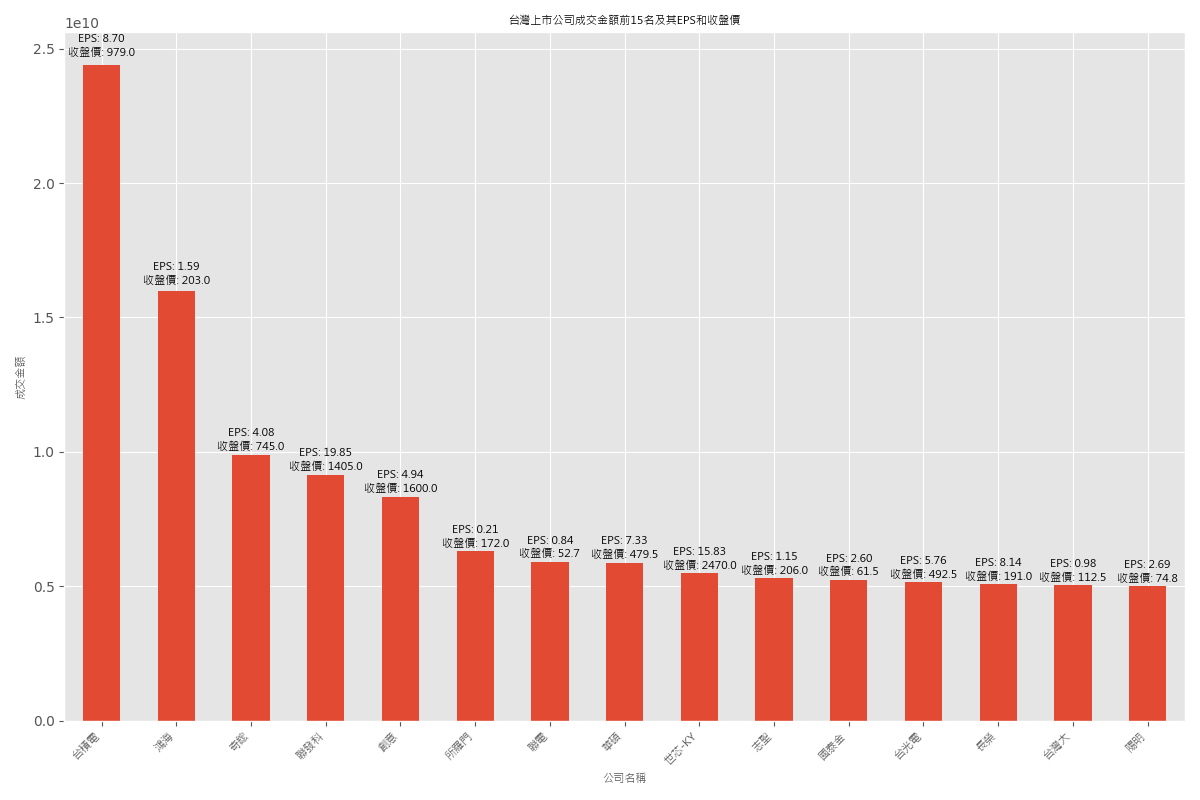 台灣上市公司成交金額前15名及其EPS和收盤價
1e10
2.5
2.0
1.5
1.0
0.5
0.0
成交金額
EPS: 8.70
收盤價: 979.0
EPS: 1.59
收盤價: 203.0
EPS: 4.08
收盤價: 745.0
EPS: 19.85
收盤價: 1405.0
EPS: 4.94
收盤價: 1600.0
EPS: 0.21
收盤價: 172.0
EPS: 0.84
收盤價: 52.7
EPS: 7.33
收盤價: 479.5
EPS: 15.83
收盤價: 2470.0
EPS: 1.15
收盤價: 206.0
EPS: 2.60
收盤價: 61.5
EPS: 5.76
收盤價: 492.5
EPS: 8.14
收盤價: 191.0
EPS: 0.98
收盤價: 112.5
EPS: 2.69
收盤價: 74.8
台積電
鴻海
奇鋐
聯發科
創意
所羅門
聯電
華碩
世芯-KY
志聖
國泰金
台光電
長榮
台灣大
陽明
公司名稱